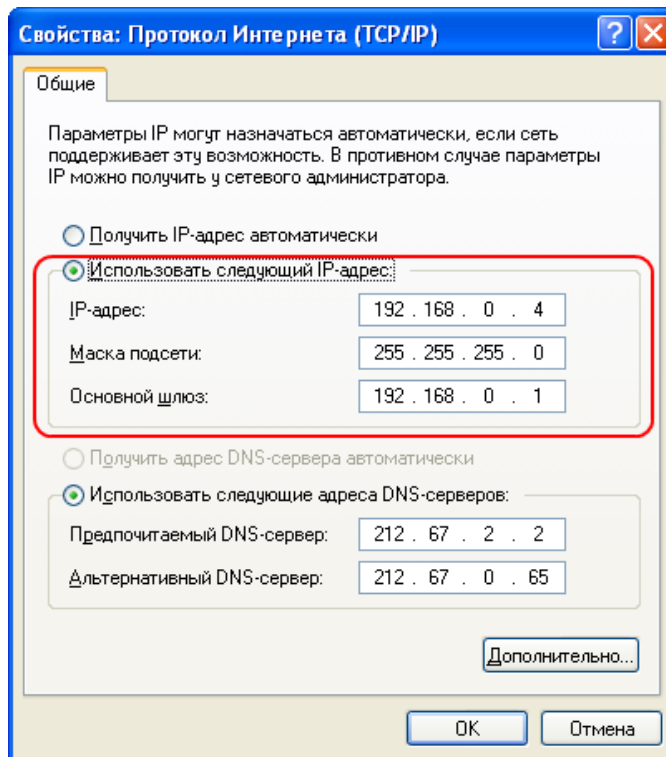 Свойства: Протокол Интернета (TCP/IP)
Общие
Параметры IP могут назначаться автоматически, если сеть
поддерживает эту возможность. В противном случае параметры
IP можно получить у сетевого администратора.
Получить IP-адрес автоматически
Использовать следующий IP-адрес:
IP-адрес: 192 . 168 . 0 . 4
Маска подсети: 255 . 255 . 255 . 0
Основной шлюз: 192 . 168 . 0 . 1
Получить адрес DNS-сервера автоматически
Использовать следующие адреса DNS-серверов:
Предпочитаемый DNS-сервер: 212 . 67 . 2 . 2
Альтернативный DNS-сервер: 212 . 67 . 0 . 65
Дополнительно...
OK Отмена